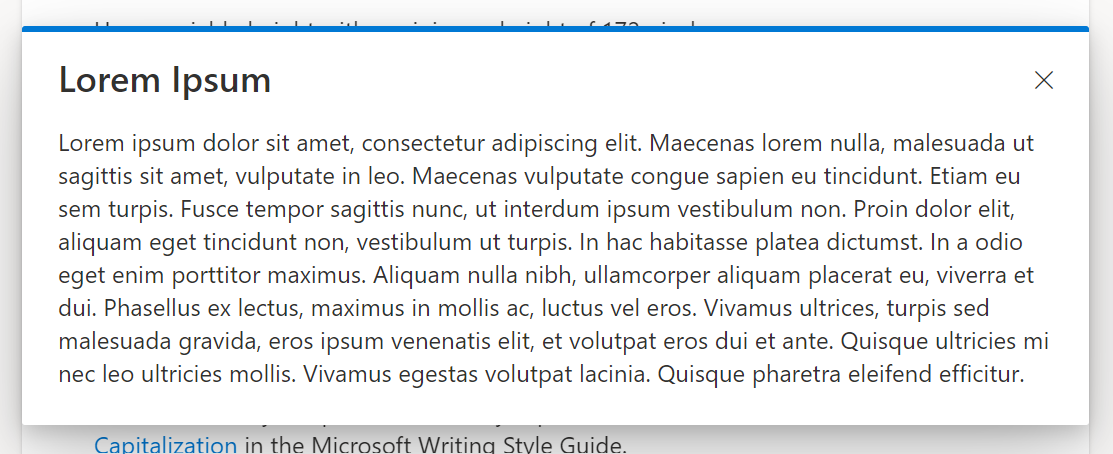 Lorem Ipsum
Lorem ipsum dolor sit amet, consectetur adipiscing elit. Maecenas lorem nulla, malesuada ut
sagittis sit amet, vulputate in leo. Maecenas vulputate congue sapien eu tincidunt. Etiam eu
sem turpis. Fusce tempor sagittis nunc, ut interdum ipsum vestibulum non. Proin dolor elit,
aliquam eget tincidunt non, vestibulum ut turpis. In hac habitasse platea dictumst. In a odio
eget enim porttitor maximus. Aliquam nulla nibh, ullamcorper aliquam placerat eu, viverra et
dui. Phasellus ex lectus, maximus in mollis ac, luctus vel eros. Vivamus ultrices, turpis sed
malesuada gravida, eros ipsum venenatis elit, et volutpat eros dui et ante. Quisque ultricies mi
nec leo ultricies mollis. Vivamus egestas volutpat lacinia. Quisque pharetra eleifend efficitur.
Capitalization in the Microsoft Writing Style Guide.